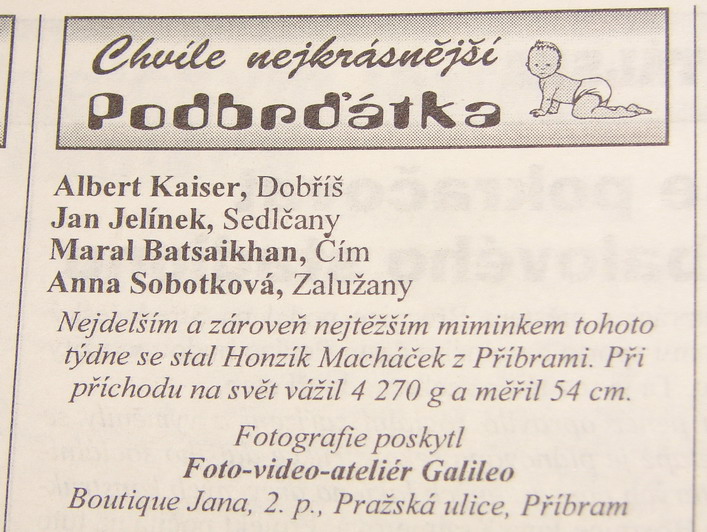 Chvíle nejkrásnější
Podbrďátka
Albert Kaiser, Dobříš
Jan Jelínek, Sedlčany
Maral Batsaikhan, Čím
Anna Sobotková, Zalužany
Nejdelším a zároveň nejtěžším miminkem tohoto
týdne se stal Honzík Macháček z Příbrami. Při
příchodu na svět vážil 4 270 g a měřil 54 cm.
Fotografie poskytl
Foto-video-ateliér Galileo
Boutique Jana, 2. p., Pražská ulice, Příbram